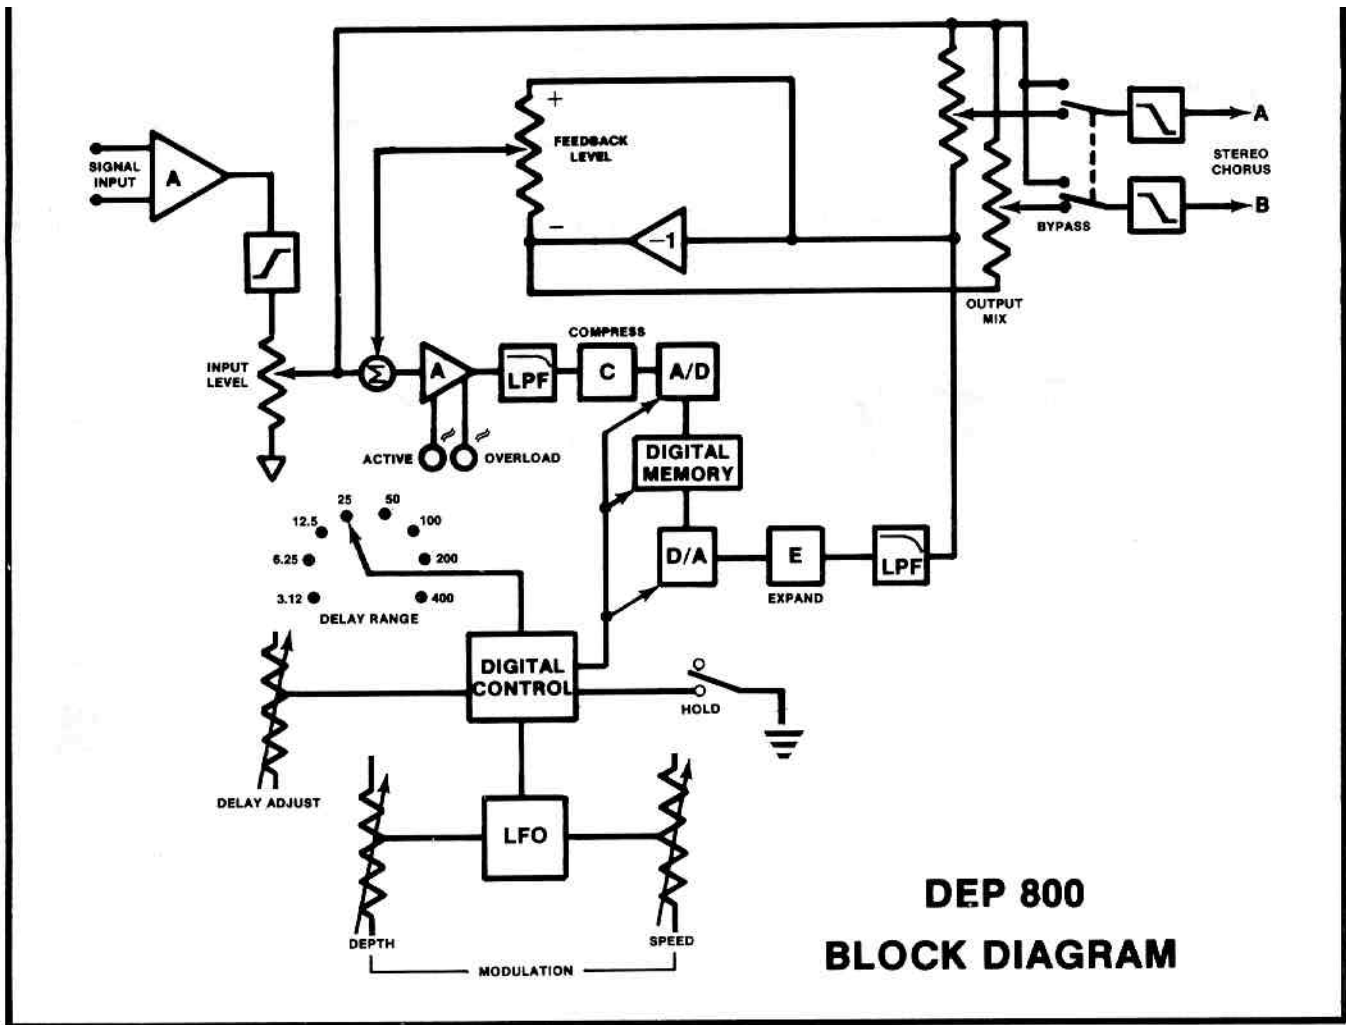 +
FEEDBACK
LEVEL
−
−1
SIGNAL
INPUT
A
A
STEREO
CHORUS
B
BYPASS
OUTPUT
MIX
INPUT
LEVEL
Σ
A
LPF
COMPRESS
C
A/D
ACTIVE
OVERLOAD
DIGITAL
MEMORY
D/A
E
EXPAND
LPF
3.12
6.25
12.5
25
50
100
200
400
DELAY RANGE
DIGITAL
CONTROL
HOLD
DELAY ADJUST
LFO
DEPTH
SPEED
MODULATION
DEP 800
BLOCK DIAGRAM